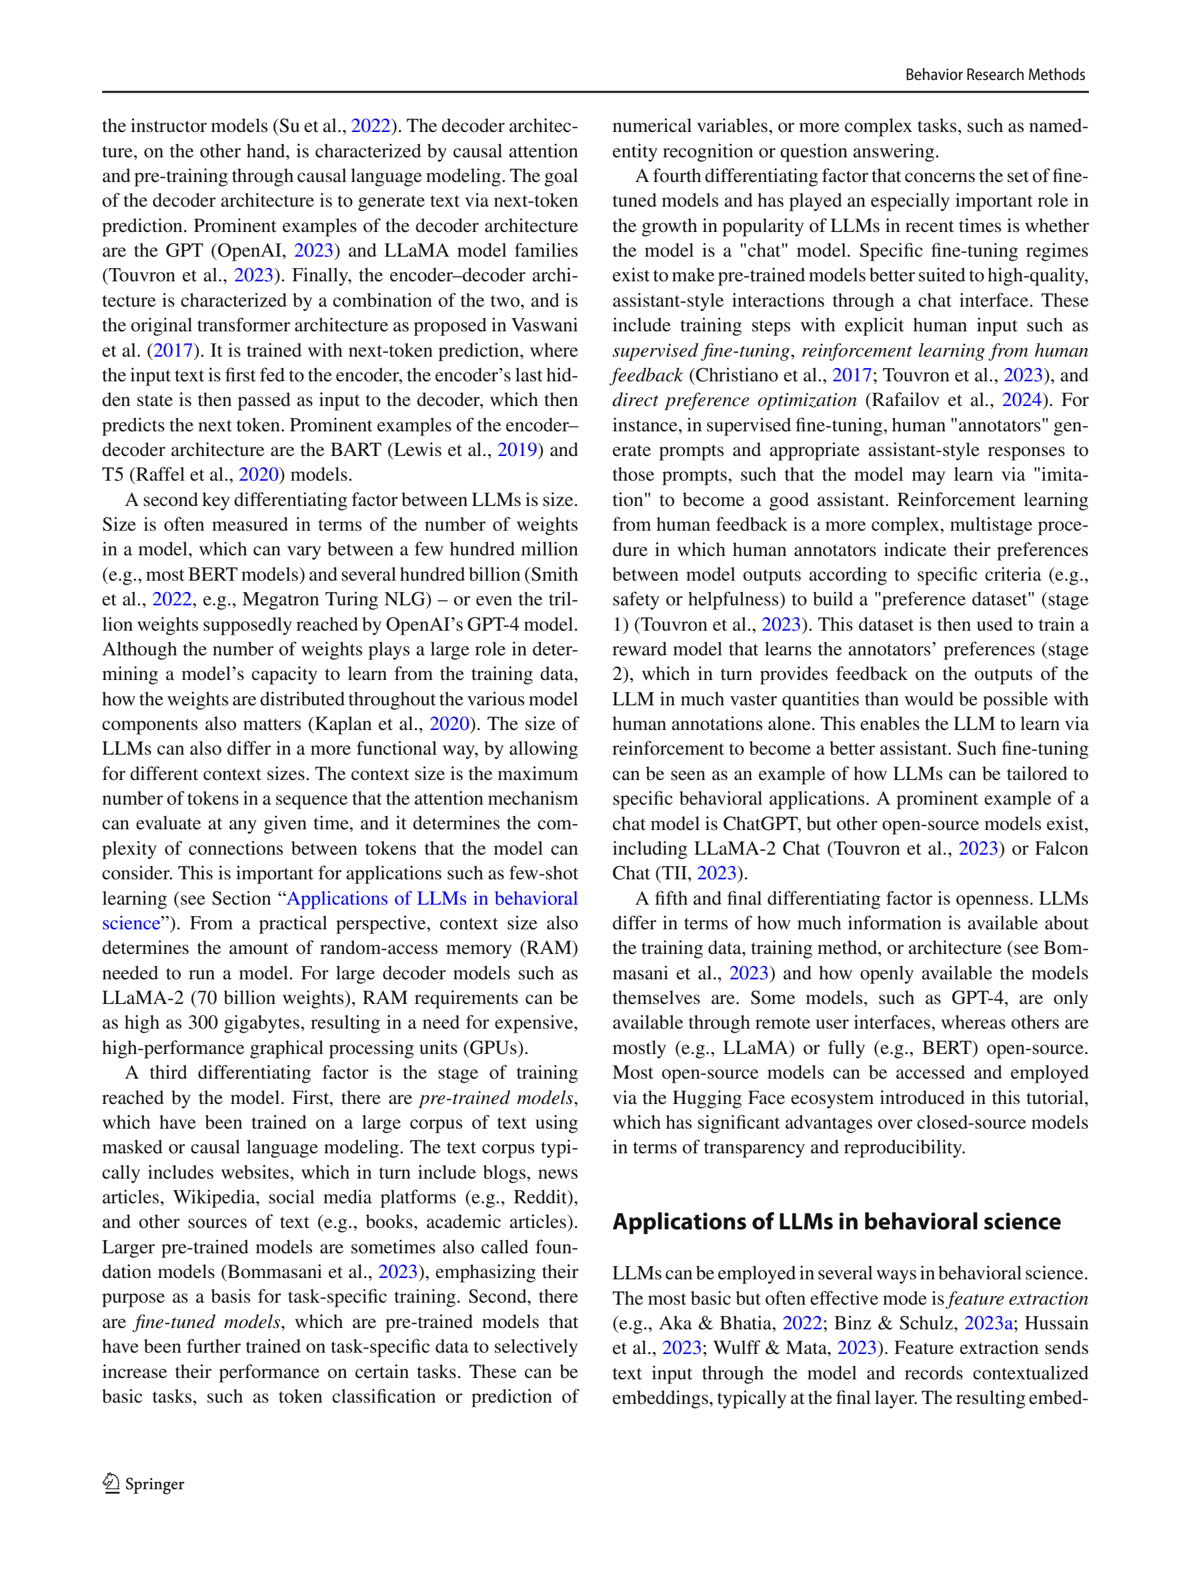 Behavior Research Methods
the instructor models (Su et al., 2022). The decoder architec-
ture, on the other hand, is characterized by causal attention
and pre-training through causal language modeling. The goal
of the decoder architecture is to generate text via next-token
prediction. Prominent examples of the decoder architecture
are the GPT (OpenAI, 2023) and LLaMA model families
(Touvron et al., 2023). Finally, the encoder–decoder archi-
tecture is characterized by a combination of the two, and is
the original transformer architecture as proposed in Vaswani
et al. (2017). It is trained with next-token prediction, where
the input text is first fed to the encoder, the encoder’s last hid-
den state is then passed as input to the decoder, which then
predicts the next token. Prominent examples of the encoder–
decoder architecture are the BART (Lewis et al., 2019) and
T5 (Raffel et al., 2020) models.
A second key differentiating factor between LLMs is size.
Size is often measured in terms of the number of weights
in a model, which can vary between a few hundred million
(e.g., most BERT models) and several hundred billion (Smith
et al., 2022, e.g., Megatron Turing NLG) – or even the tril-
lion weights supposedly reached by OpenAI’s GPT-4 model.
Although the number of weights plays a large role in deter-
mining a model’s capacity to learn from the training data,
how the weights are distributed throughout the various model
components also matters (Kaplan et al., 2020). The size of
LLMs can also differ in a more functional way, by allowing
for different context sizes. The context size is the maximum
number of tokens in a sequence that the attention mechanism
can evaluate at any given time, and it determines the com-
plexity of connections between tokens that the model can
consider. This is important for applications such as few-shot
learning (see Section “Applications of LLMs in behavioral
science”). From a practical perspective, context size also
determines the amount of random-access memory (RAM)
needed to run a model. For large decoder models such as
LLaMA-2 (70 billion weights), RAM requirements can be
as high as 300 gigabytes, resulting in a need for expensive,
high-performance graphical processing units (GPUs).
A third differentiating factor is the stage of training
reached by the model. First, there are pre-trained models,
which have been trained on a large corpus of text using
masked or causal language modeling. The text corpus typi-
cally includes websites, which in turn include blogs, news
articles, Wikipedia, social media platforms (e.g., Reddit),
and other sources of text (e.g., books, academic articles).
Larger pre-trained models are sometimes also called foun-
dation models (Bommasani et al., 2023), emphasizing their
purpose as a basis for task-specific training. Second, there
are fine-tuned models, which are pre-trained models that
have been further trained on task-specific data to selectively
increase their performance on certain tasks. These can be
basic tasks, such as token classification or prediction of
numerical variables, or more complex tasks, such as named-
entity recognition or question answering.
A fourth differentiating factor that concerns the set of fine-
tuned models and has played an especially important role in
the growth in popularity of LLMs in recent times is whether
the model is a "chat" model. Specific fine-tuning regimes
exist to make pre-trained models better suited to high-quality,
assistant-style interactions through a chat interface. These
include training steps with explicit human input such as
supervised fine-tuning, reinforcement learning from human
feedback (Christiano et al., 2017; Touvron et al., 2023), and
direct preference optimization (Rafailov et al., 2024). For
instance, in supervised fine-tuning, human "annotators" gen-
erate prompts and appropriate assistant-style responses to
those prompts, such that the model may learn via "imita-
tion" to become a good assistant. Reinforcement learning
from human feedback is a more complex, multistage proce-
dure in which human annotators indicate their preferences
between model outputs according to specific criteria (e.g.,
safety or helpfulness) to build a "preference dataset" (stage
1) (Touvron et al., 2023). This dataset is then used to train a
reward model that learns the annotators’ preferences (stage
2), which in turn provides feedback on the outputs of the
LLM in much vaster quantities than would be possible with
human annotations alone. This enables the LLM to learn via
reinforcement to become a better assistant. Such fine-tuning
can be seen as an example of how LLMs can be tailored to
specific behavioral applications. A prominent example of a
chat model is ChatGPT, but other open-source models exist,
including LLaMA-2 Chat (Touvron et al., 2023) or Falcon
Chat (TII, 2023).
A fifth and final differentiating factor is openness. LLMs
differ in terms of how much information is available about
the training data, training method, or architecture (see Bom-
masani et al., 2023) and how openly available the models
themselves are. Some models, such as GPT-4, are only
available through remote user interfaces, whereas others are
mostly (e.g., LLaMA) or fully (e.g., BERT) open-source.
Most open-source models can be accessed and employed
via the Hugging Face ecosystem introduced in this tutorial,
which has significant advantages over closed-source models
in terms of transparency and reproducibility.
Applications of LLMs in behavioral science
LLMs can be employed in several ways in behavioral science.
The most basic but often effective mode is feature extraction
(e.g., Aka & Bhatia, 2022; Binz & Schulz, 2023a; Hussain
et al., 2023; Wulff & Mata, 2023). Feature extraction sends
text input through the model and records contextualized
embeddings, typically at the final layer. The resulting embed-
Springer